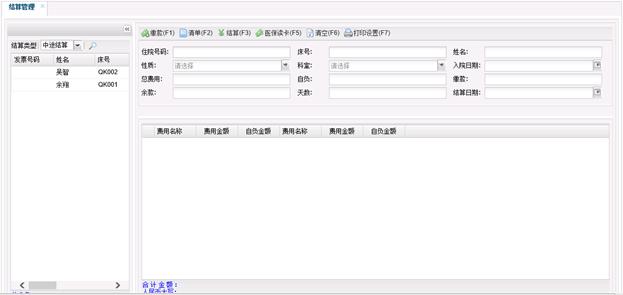 结算管理
结算类型 中途结算
发票号码 姓名 床号
吴智 QK002
余翔 QK001
缴款(F1) 清单(F2) 结算(F3) 医保读卡(F5) 清空(F6) 打印设置(F7)
住院号码: 床号: 姓名:
性质: 请选择 科室: 请选择 入院日期:
总费用: 自负: 缴款:
余款: 天数: 结算日期:
费用名称 费用金额 自负金额 费用名称 费用金额 自负金额
合计金额:
人民币大写: